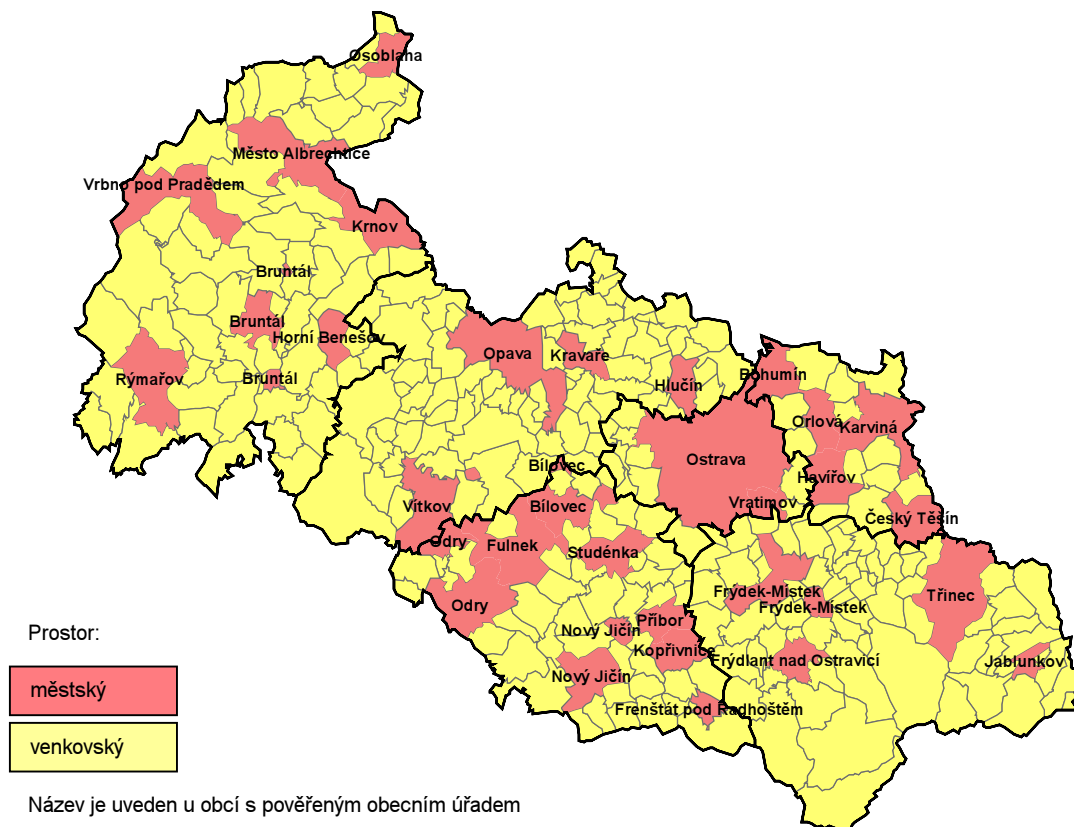 Osoblaha
Město Albrechtice
Vrbno pod Pradědem
Krnov
Bruntál
Bruntál
Horní Benešov
Rýmařov
Bruntál
Opava
Kravaře
Hlučín
Bohumín
Orlová
Karviná
Ostrava
Havířov
Vratimov
Český Těšín
Bílovec
Vítkov
Bílovec
Odry
Fulnek
Studénka
Odry
Frýdek-Místek
Frýdek-Místek
Třinec
Příbor
Nový Jičín
Kopřivnice
Frýdlant nad Ostravicí
Jablunkov
Nový Jičín
Frenštát pod Radhoštěm
Prostor:
městský
venkovský
Název je uveden u obcí s pověřeným obecním úřadem